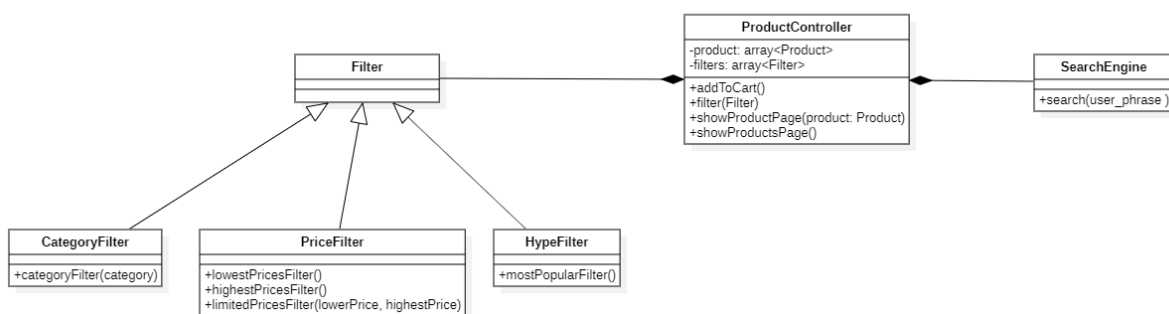 ProductController
-product: array<Product>
-filters: array<Filter>
+addToCart()
+filter(Filter)
+showProductPage(product: Product)
+showProductsPage()
Filter
SearchEngine
+search(user_phrase )
CategoryFilter
+categoryFilter(category)
PriceFilter
+lowestPricesFilter()
+highestPricesFilter()
+limitedPricesFilter(lowerPrice, highestPrice)
HypeFilter
+mostPopularFilter()